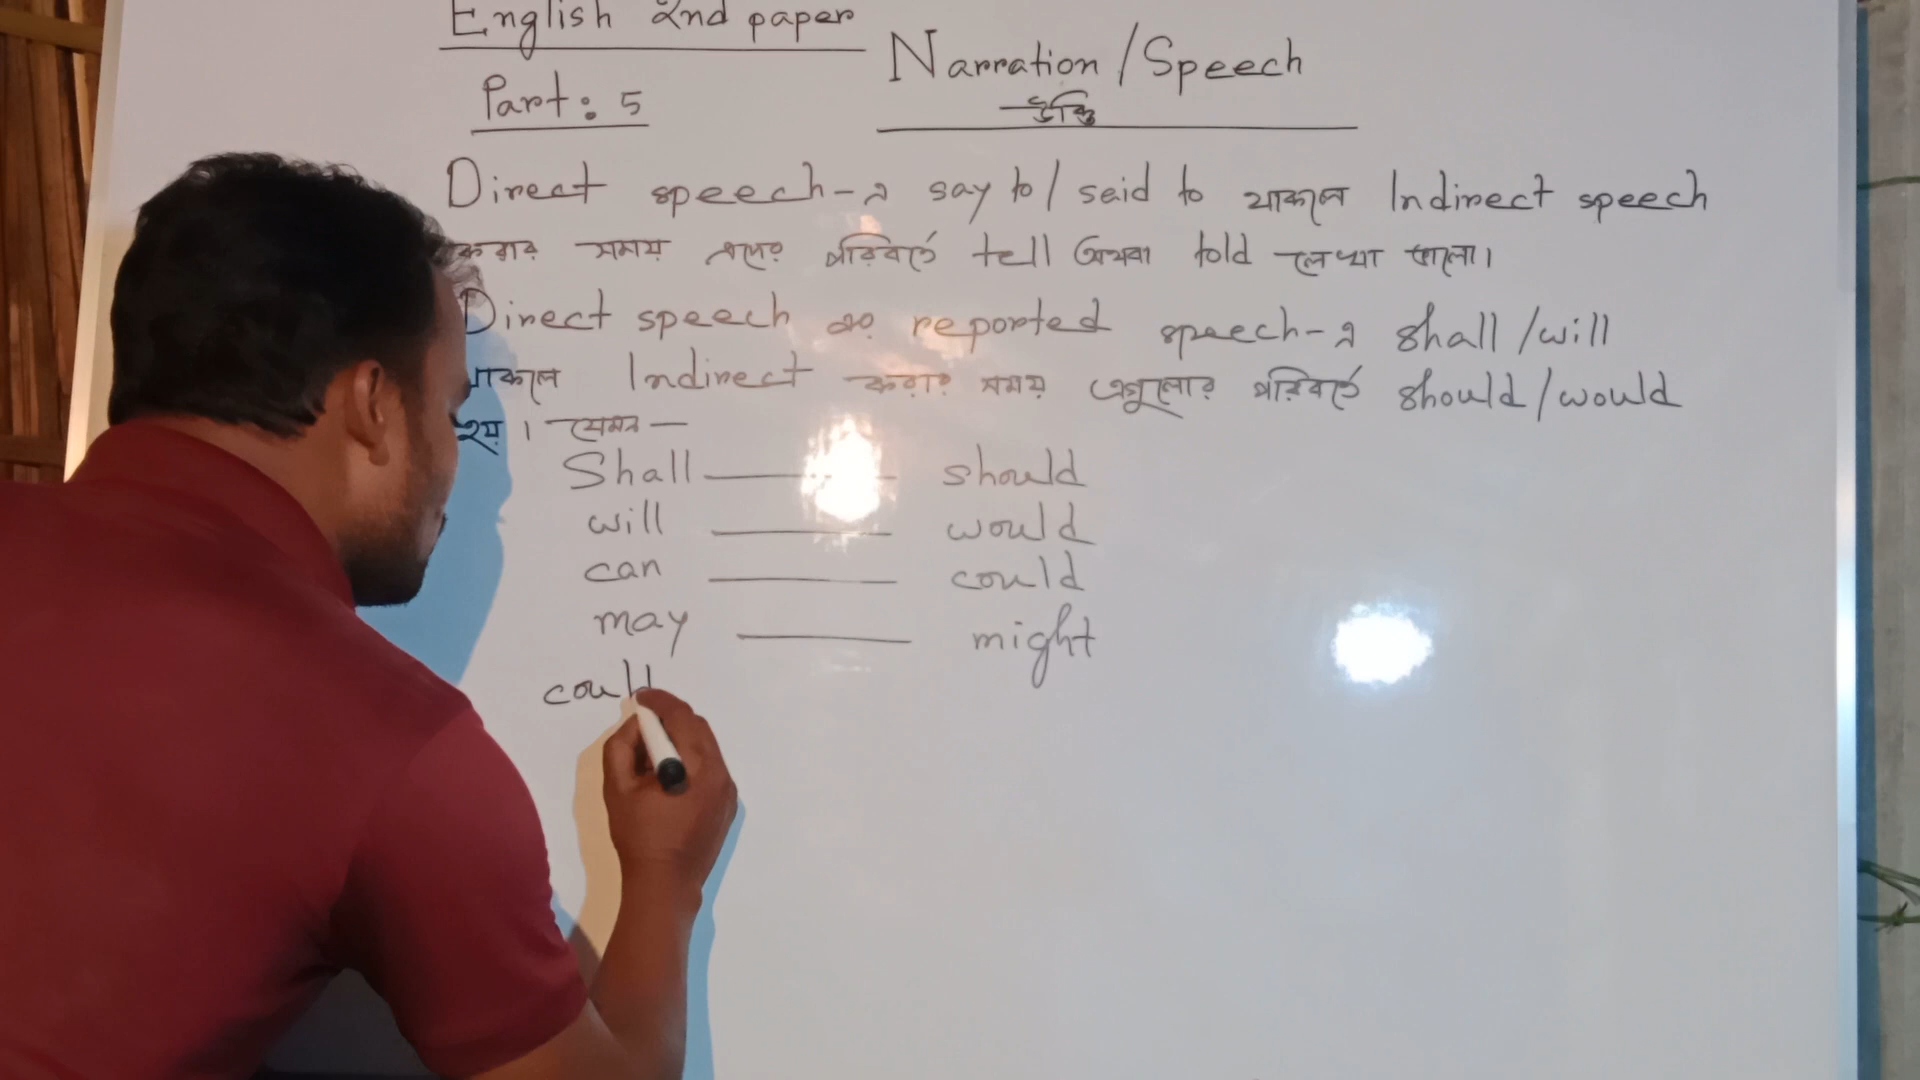 English 2nd paper
Part: 5
Narration/Speech
উক্তি
Direct speech-এ say to/said to থাকলে Indirect speech
করার সময় এদের পরিবর্তে tell অথবা told লেখা ভালো।
Direct speech এর reported speech-এ shall/will
থাকলে Indirect করার সময় এগুলোর পরিবর্তে should/would
হয়। যেমন—
Shall — should
will — would
can — could
may — might
could